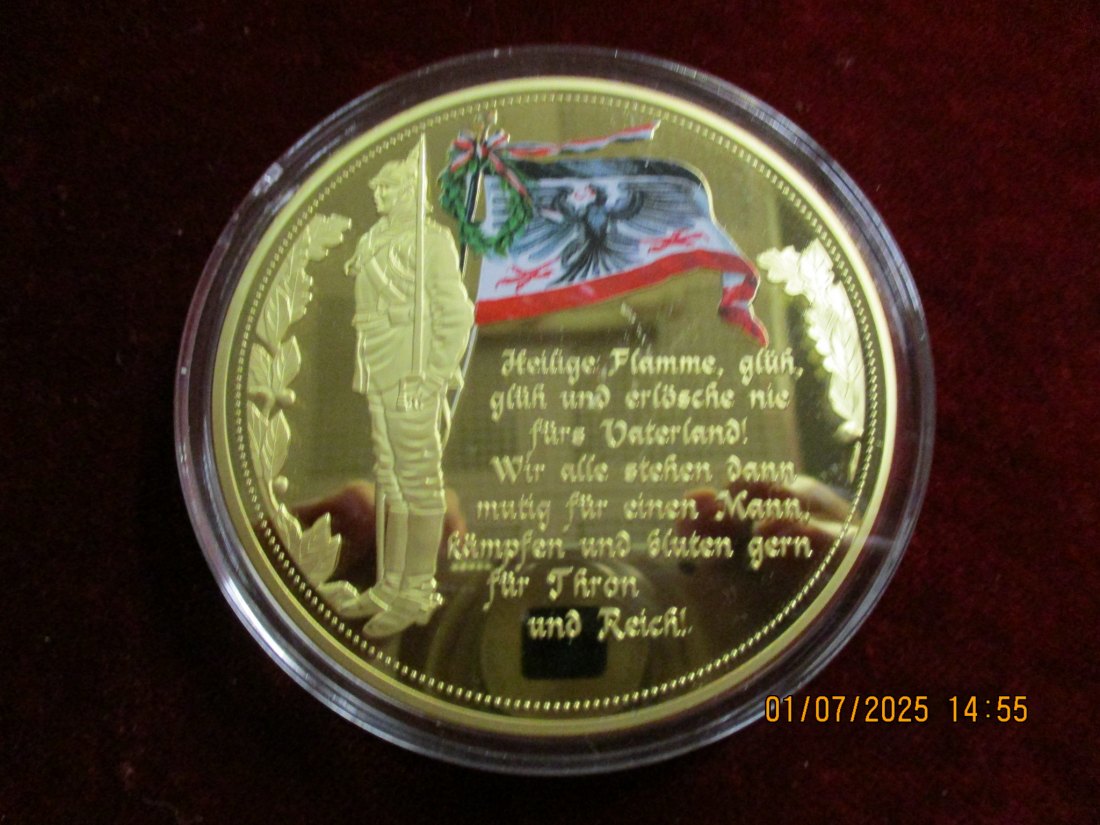 Heilige Flamme, glüh,
glüh und erlösche nie
fürs Vaterland!
Wir alle stehen dann
mutig für einen Mann,
kämpfen und bluten gern
für Thron
und Reich!
01/07/2025 14:55